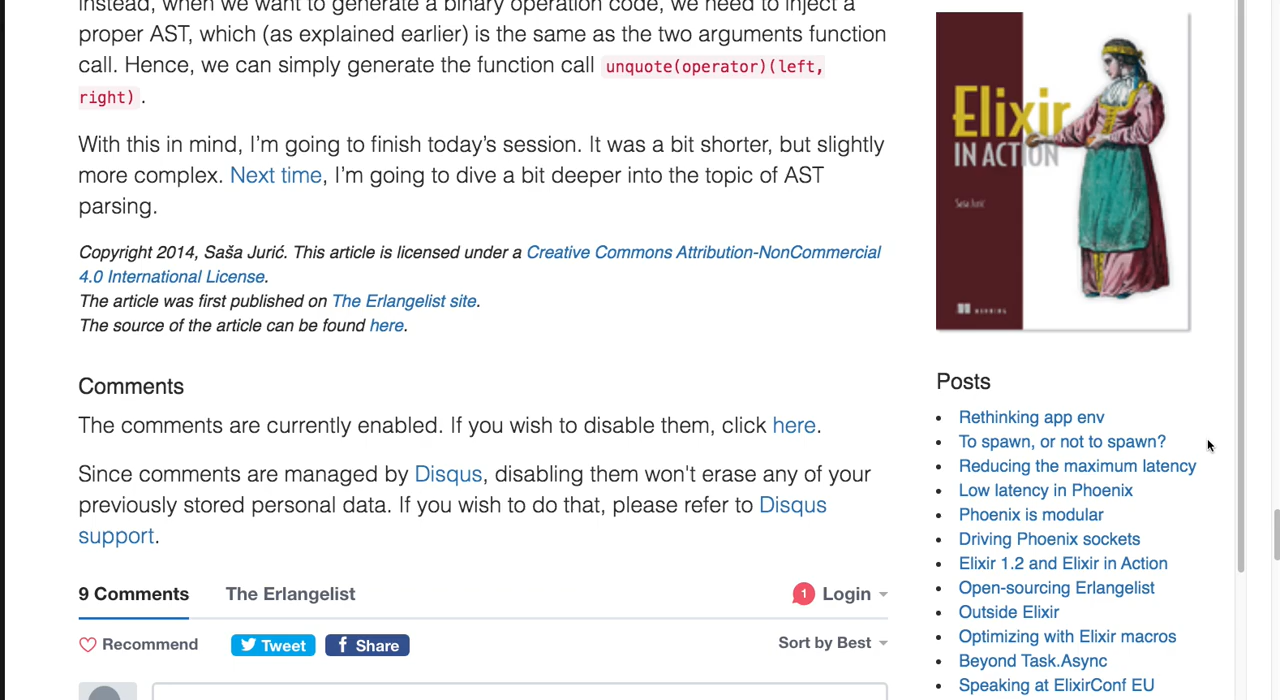 instead, when we want to generate a binary operation code, we need to inject a
proper AST, which (as explained earlier) is the same as the two arguments function
call. Hence, we can simply generate the function call unquote(operator)(left,
right) .
With this in mind, I’m going to finish today’s session. It was a bit shorter, but slightly
more complex. Next time, I’m going to dive a bit deeper into the topic of AST
parsing.
Copyright 2014, Saša Jurić. This article is licensed under a Creative Commons Attribution-NonCommercial
4.0 International License.
The article was first published on The Erlangelist site.
The source of the article can be found here.
Comments
The comments are currently enabled. If you wish to disable them, click here.
Since comments are managed by Disqus, disabling them won't erase any of your
previously stored personal data. If you wish to do that, please refer to Disqus
support.
9 Comments
The Erlangelist
1 Login
Recommend
Tweet
f Share
Sort by Best
Elixir
IN ACTION
Saša Jurić
MANNING
Posts
Rethinking app env
To spawn, or not to spawn?
Reducing the maximum latency
Low latency in Phoenix
Phoenix is modular
Driving Phoenix sockets
Elixir 1.2 and Elixir in Action
Open-sourcing Erlangelist
Outside Elixir
Optimizing with Elixir macros
Beyond Task.Async
Speaking at ElixirConf EU